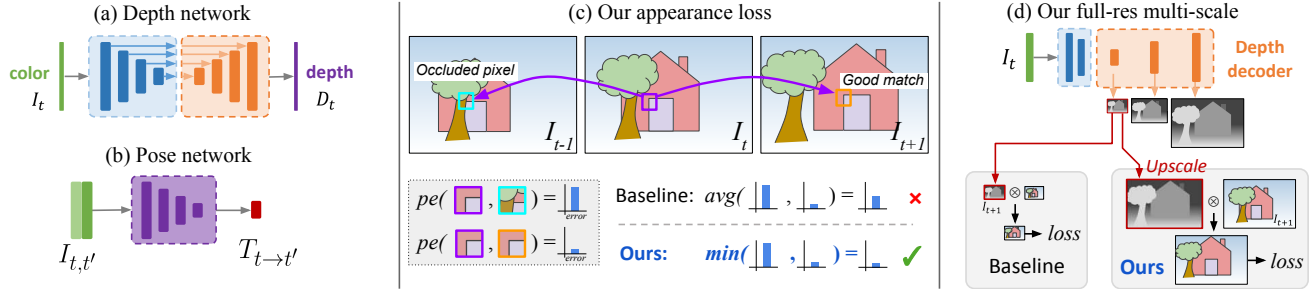 (a) Depth network
color
I_t
depth
D_t
(b) Pose network
I_{t,t'}
T_{t→t'}
(c) Our appearance loss
Occluded pixel
Good match
I_{t-1}
I_t
I_{t+1}
pe( , ) =
error
pe( , ) =
error
Baseline: avg( , ) = ×
Ours: min( , ) = ✓
(d) Our full-res multi-scale
I_t
Depth
decoder
Upscale
I_{t+1}
⊗
→ loss
Baseline
⊗
I_{t+1}
→ loss
Ours